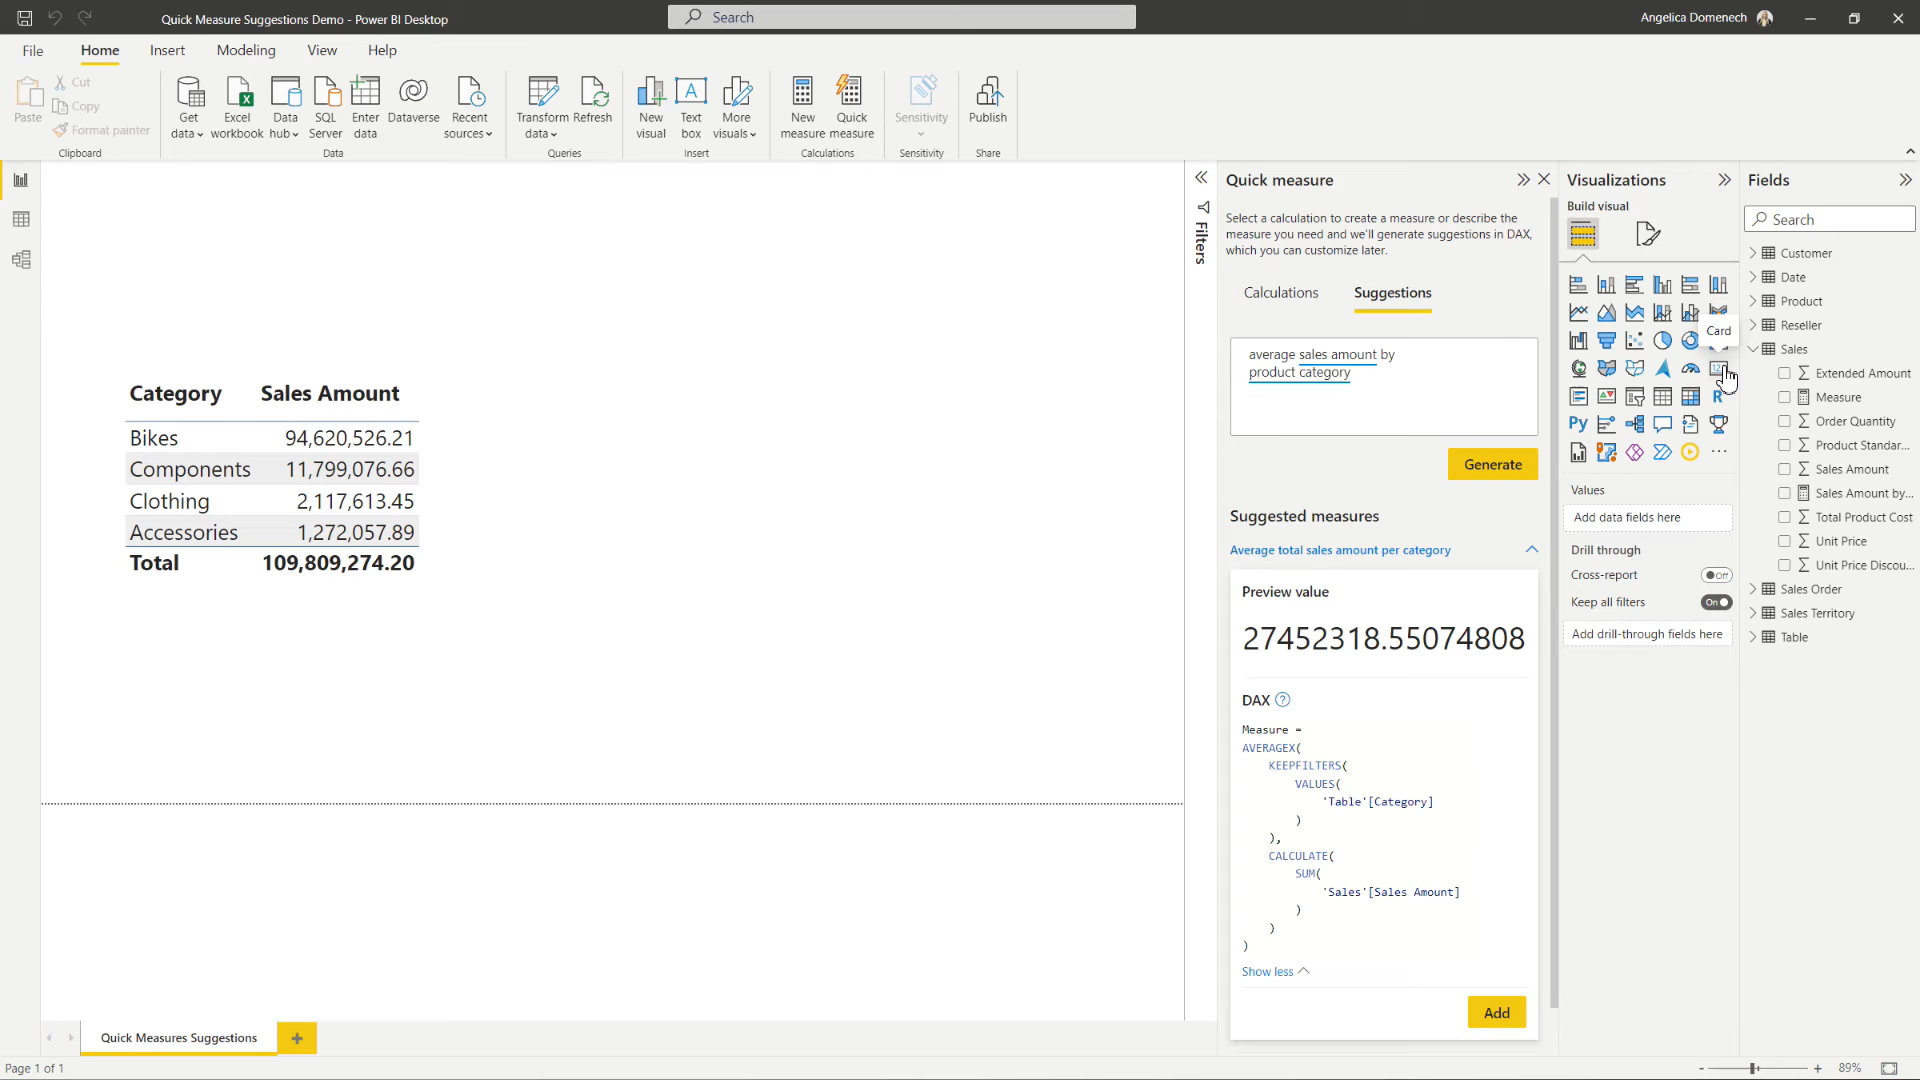 Quick Measure Suggestions Demo - Power BI Desktop
Search
Angelica Domenech
File
Home
Insert
Modeling
View
Help
Paste
Cut
Copy
Format painter
Clipboard
Get data
Excel workbook
Data hub
SQL Server
Enter data
Dataverse
Recent sources
Data
Transform data
Refresh
Queries
New visual
Text box
More visuals
Insert
New measure
Quick measure
Calculations
Sensitivity
Sensitivity
Publish
Share
Category Sales Amount
Bikes 94,620,526.21
Components 11,799,076.66
Clothing 2,117,613.45
Accessories 1,272,057.89
Total 109,809,274.20
Filters
Quick measure
Select a calculation to create a measure or describe the
measure you need and we'll generate suggestions in DAX,
which you can customize later.
Calculations
Suggestions
average sales amount by
product category
Generate
Suggested measures
Average total sales amount per category
Preview value
27452318.55074808
DAX
Measure =
AVERAGEX(
KEEPFILTERS(
VALUES(
'Table'[Category]
)
),
CALCULATE(
SUM(
'Sales'[Sales Amount]
)
)
)
Show less
Add
Visualizations
Build visual
Card
123
R
Py
Values
Add data fields here
Drill through
Cross-report
Off
Keep all filters
On
Add drill-through fields here
Fields
Search
Customer
Date
Product
Reseller
Sales
Extended Amount
Measure
Order Quantity
Product Standar...
Sales Amount
Sales Amount by...
Total Product Cost
Unit Price
Unit Price Discou...
Sales Order
Sales Territory
Table
Quick Measures Suggestions
Page 1 of 1
89%